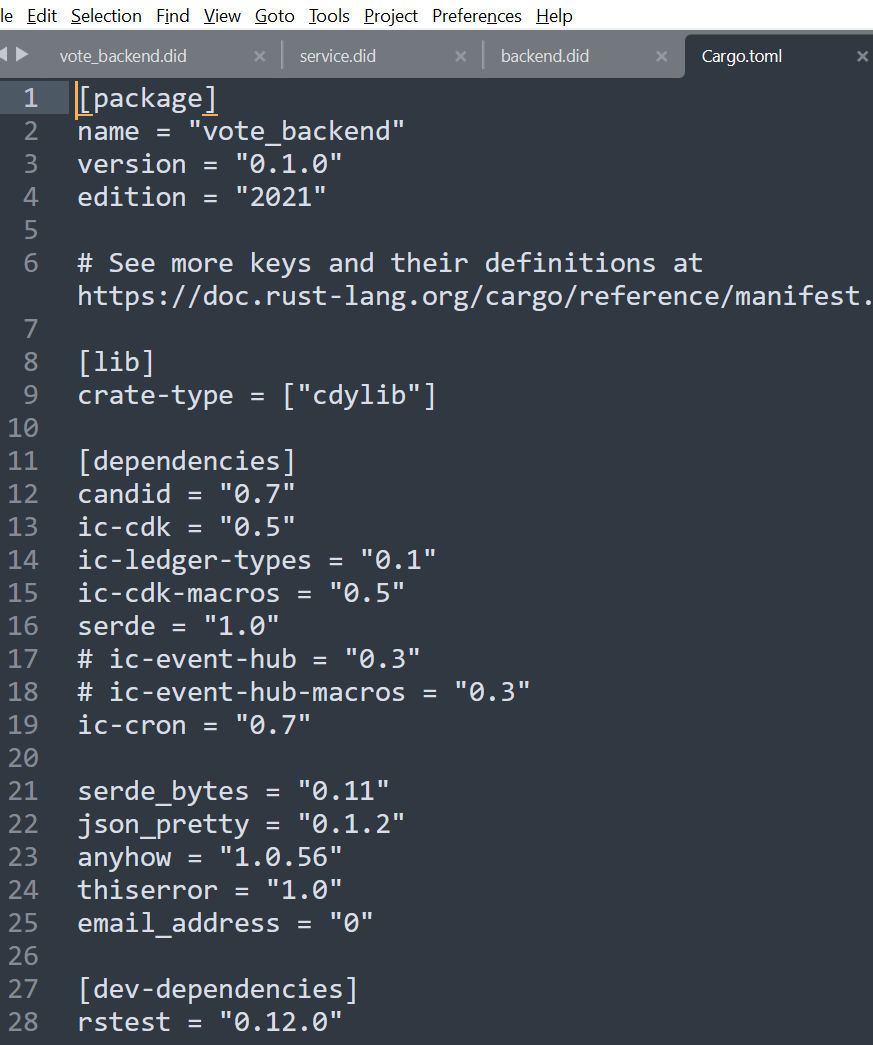 le Edit Selection Find View Goto Tools Project Preferences Help
vote_backend.did × service.did × backend.did × Cargo.toml ×
1 [package]
2 name = "vote_backend"
3 version = "0.1.0"
4 edition = "2021"
5
6 # See more keys and their definitions at
https://doc.rust-lang.org/cargo/reference/manifest.
7
8 [lib]
9 crate-type = ["cdylib"]
10
11 [dependencies]
12 candid = "0.7"
13 ic-cdk = "0.5"
14 ic-ledger-types = "0.1"
15 ic-cdk-macros = "0.5"
16 serde = "1.0"
17 # ic-event-hub = "0.3"
18 # ic-event-hub-macros = "0.3"
19 ic-cron = "0.7"
20
21 serde_bytes = "0.11"
22 json_pretty = "0.1.2"
23 anyhow = "1.0.56"
24 thiserror = "1.0"
25 email_address = "0"
26
27 [dev-dependencies]
28 rstest = "0.12.0"